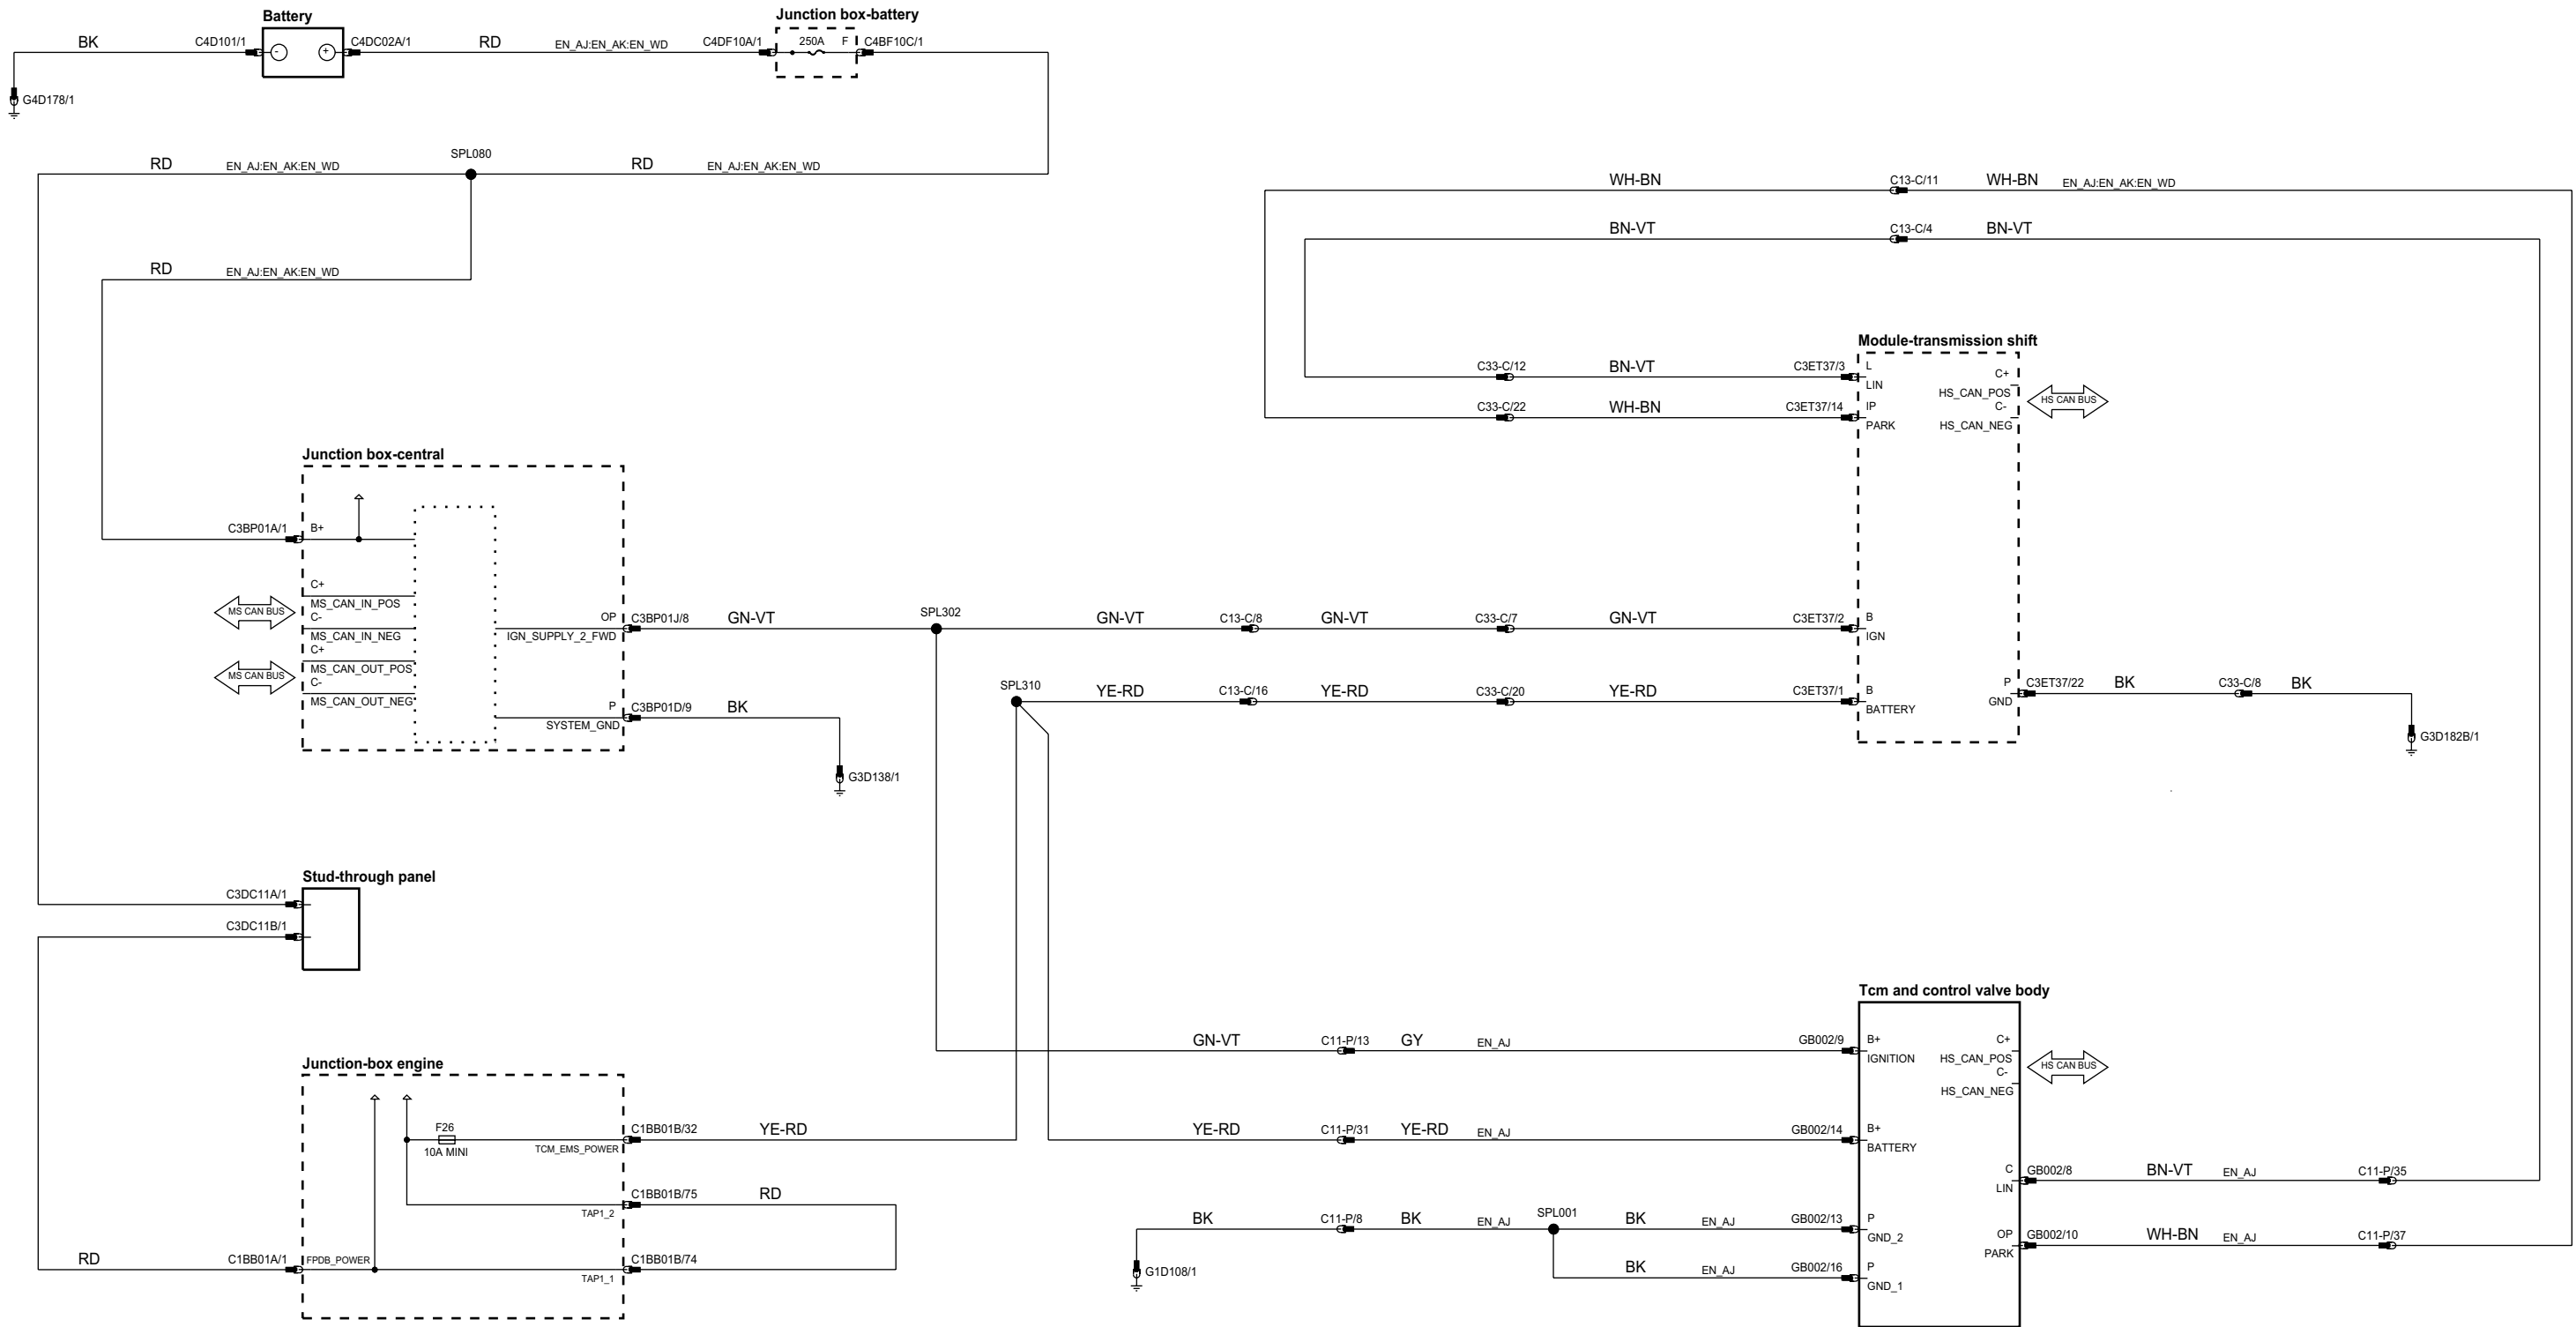 Battery
Junction box-battery
BK
C4D101/1
-
+
C4DC02A/1
RD
EN_AJ:EN_AK:EN_WD
C4DF10A/1
250A
F
C4BF10C/1
G4D178/1
RD
EN_AJ:EN_AK:EN_WD
SPL080
RD
EN_AJ:EN_AK:EN_WD
RD
EN_AJ:EN_AK:EN_WD
WH-BN
C13-C/11
WH-BN
EN_AJ:EN_AK:EN_WD
BN-VT
C13-C/4
BN-VT
Module-transmission shift
C33-C/12
BN-VT
C3ET37/3
L
LIN
C33-C/22
WH-BN
C3ET37/14
IP
PARK
C+
HS_CAN_POS
C-
HS_CAN_NEG
HS CAN BUS
Junction box-central
C3BP01A/1
B+
C+
MS_CAN_IN_POS
C-
MS_CAN_IN_NEG
C+
MS_CAN_OUT_POS
C-
MS_CAN_OUT_NEG
MS CAN BUS
MS CAN BUS
OP
IGN_SUPPLY_2_FWD
C3BP01J/8
GN-VT
SPL302
GN-VT
C13-C/8
GN-VT
C33-C/7
GN-VT
C3ET37/2
B
IGN
SPL310
YE-RD
C13-C/16
YE-RD
C33-C/20
YE-RD
C3ET37/1
B
BATTERY
P
GND
C3ET37/22
BK
C33-C/8
BK
G3D182B/1
P
SYSTEM_GND
C3BP01D/9
BK
G3D138/1
Stud-through panel
C3DC11A/1
C3DC11B/1
Junction-box engine
F26
10A MINI
TCM_EMS_POWER
C1BB01B/32
YE-RD
TAP1_2
C1BB01B/75
RD
RD
C1BB01A/1
FPDB_POWER
TAP1_1
C1BB01B/74
Tcm and control valve body
GN-VT
C11-P/13
GY
EN_AJ
GB002/9
B+
IGNITION
C+
HS_CAN_POS
C-
HS_CAN_NEG
HS CAN BUS
YE-RD
C11-P/31
YE-RD
EN_AJ
GB002/14
B+
BATTERY
C
LIN
GB002/8
BN-VT
EN_AJ
C11-P/35
BK
C11-P/8
BK
EN_AJ
SPL001
BK
EN_AJ
GB002/13
P
GND_2
OP
PARK
GB002/10
WH-BN
EN_AJ
C11-P/37
G1D108/1
BK
EN_AJ
GB002/16
P
GND_1